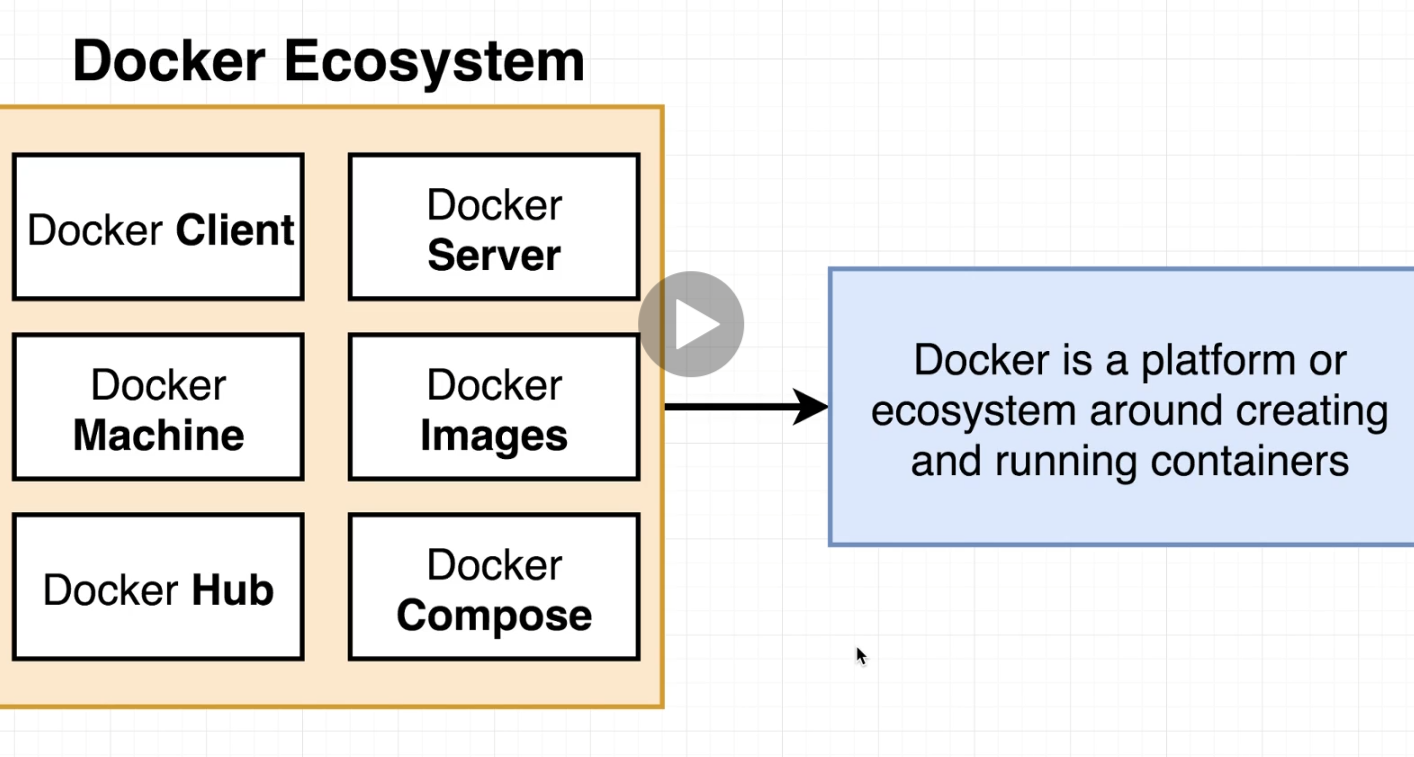 Docker Ecosystem
Docker Client
Docker
Server
Docker
Machine
Docker
Images
Docker Hub
Docker
Compose
Docker is a platform or
ecosystem around creating
and running containers